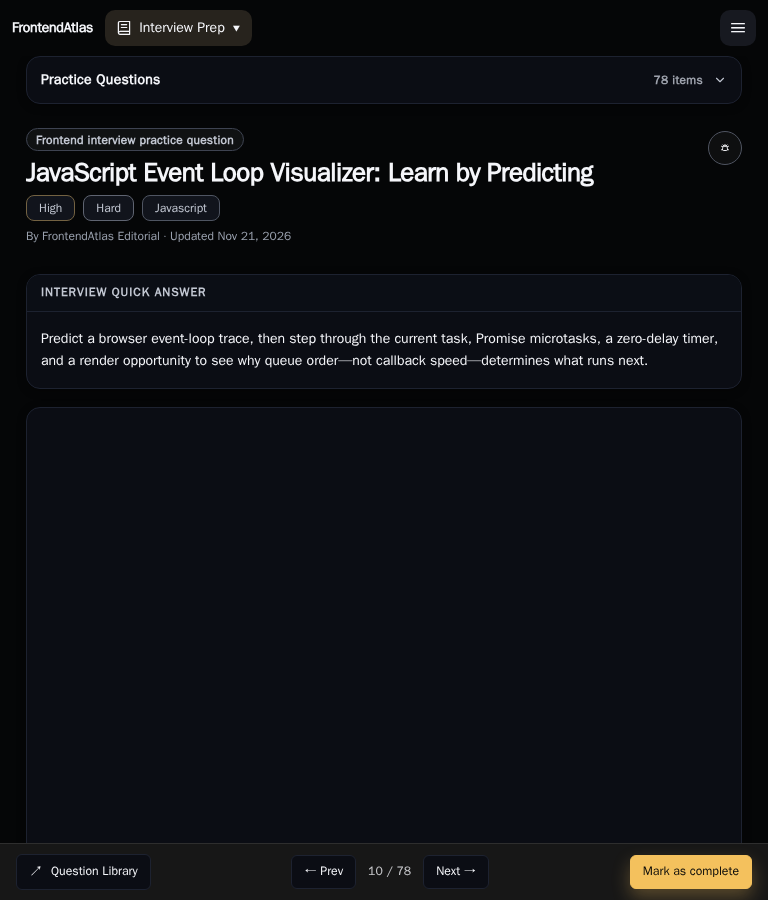 FrontendAtlas
Interview Prep ▾
Practice Questions
78 items
Frontend interview practice question
JavaScript Event Loop Visualizer: Learn by Predicting
High
Hard
Javascript
By FrontendAtlas Editorial · Updated Nov 21, 2026
INTERVIEW QUICK ANSWER
Predict a browser event-loop trace, then step through the current task, Promise microtasks, a zero-delay timer,
and a render opportunity to see why queue order—not callback speed—determines what runs next.
Question Library
← Prev
10 / 78
Next →
Mark as complete